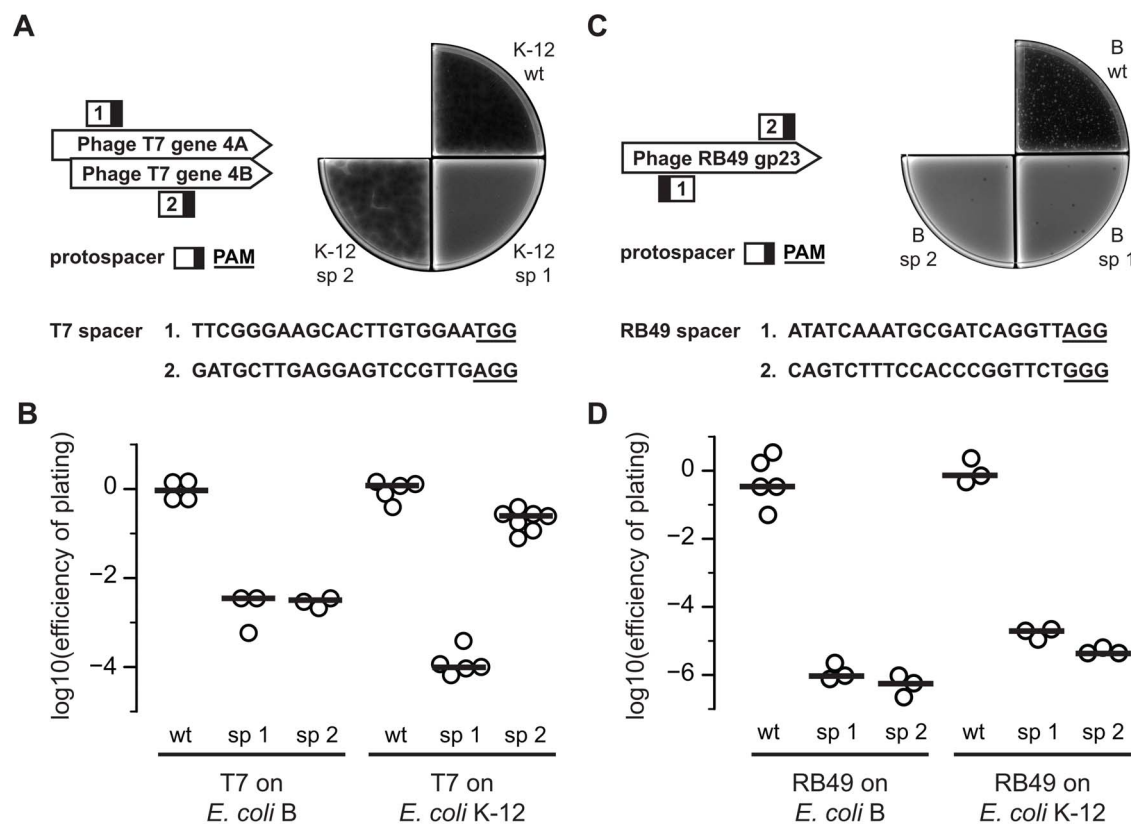 A
K-12
wt
1
Phage T7 gene 4A
Phage T7 gene 4B
2
protospacer PAM
K-12
sp 2
K-12
sp 1
T7 spacer 1. TTCGGGAAGCACTTGTGGAATGG
2. GATGCTTGAGGAGTCCGTTGAGG
C
B
wt
2
Phage RB49 gp23
1
protospacer PAM
B
sp 2
B
sp 1
RB49 spacer 1. ATATCAAATGCGATCAGGTTAGG
2. CAGTCTTTCCACCCGGTTCTGGG
B
log10(efficiency of plating)
0
−2
−4
wt sp 1 sp 2 wt sp 1 sp 2
T7 on T7 on
E. coli B E. coli K-12
D
log10(efficiency of plating)
0
−2
−4
−6
wt sp 1 sp 2 wt sp 1 sp 2
RB49 on RB49 on
E. coli B E. coli K-12